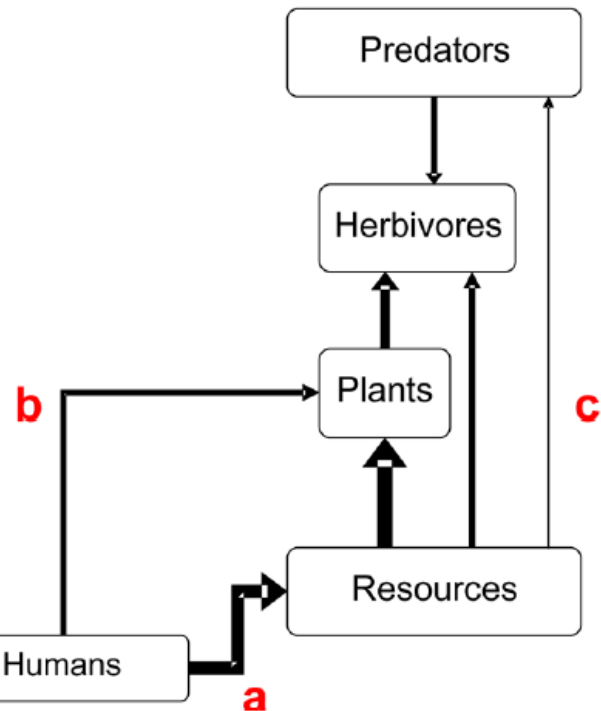 Predators
Herbivores
b
Plants
c
Resources
Humans
a